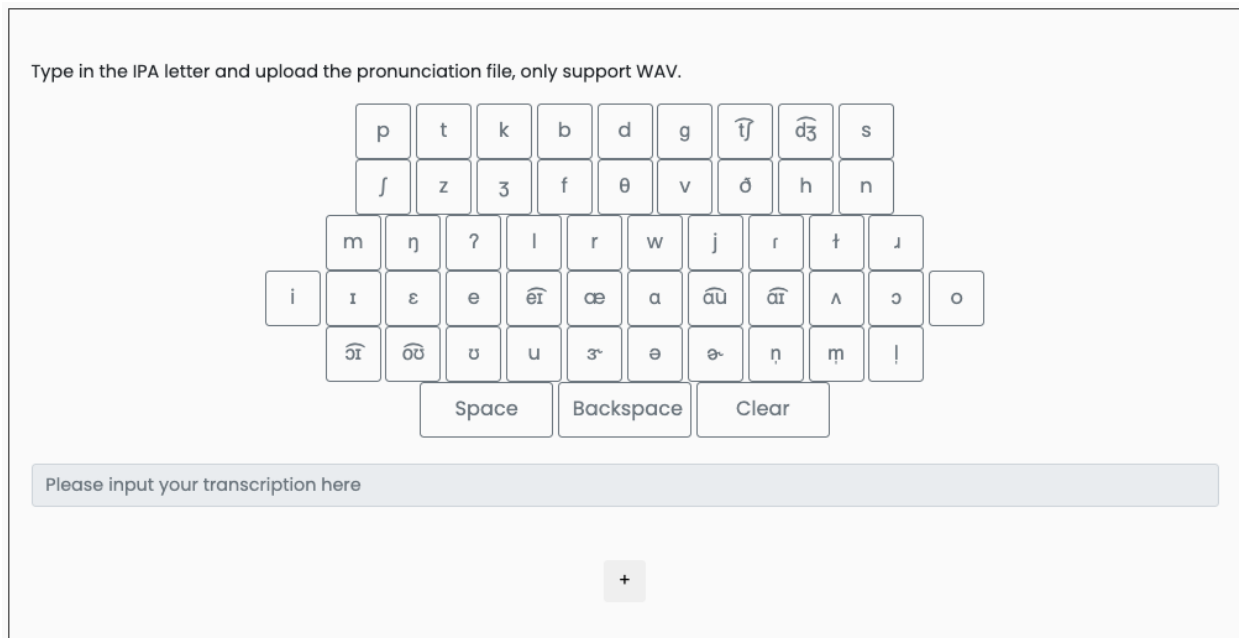 Type in the IPA letter and upload the pronunciation file, only support WAV.
p t k b d g t͡ʃ d͡ʒ s
ʃ z ʒ f θ v ð h n
m ŋ ʔ l r w j ɾ ɫ ɹ
i ɪ ɛ e e͡ɪ æ ɑ a͡u a͡ɪ ʌ ɔ o
ɔ͡ɪ o͡ʊ ʊ u ɝ ə ɚ n̩ m̩ l̩
Space Backspace Clear
Please input your transcription here
+